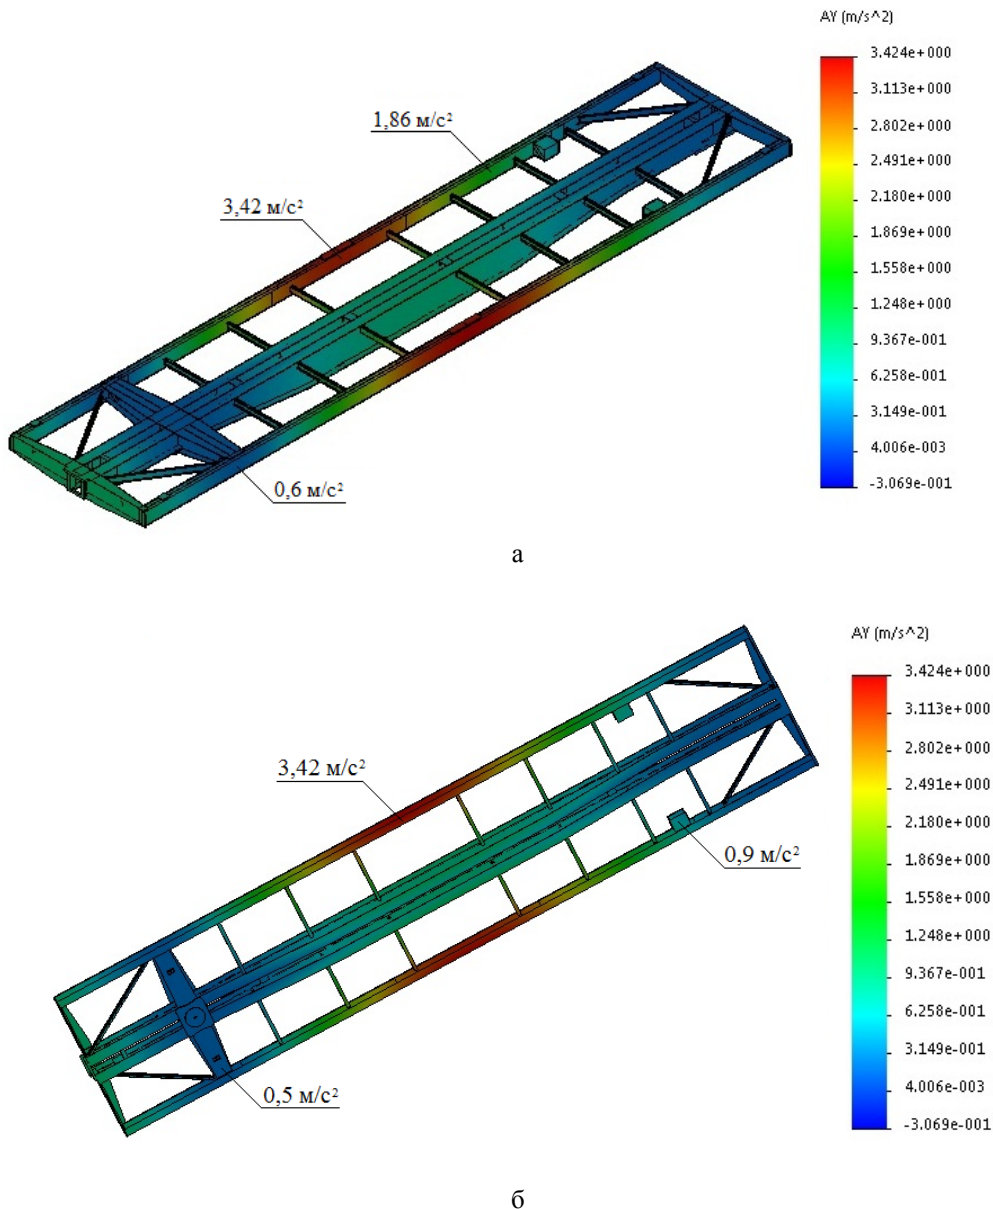 AY (m/s^2)
3.424e+000
3.113e+000
2.802e+000
2.491e+000
2.180e+000
1.869e+000
1.558e+000
1.248e+000
9.367e-001
6.258e-001
3.149e-001
4.006e-003
-3.069e-001
1,86 м/с²
3,42 м/с²
0,6 м/с²
а
AY (m/s^2)
3.424e+000
3.113e+000
2.802e+000
2.491e+000
2.180e+000
1.869e+000
1.558e+000
1.248e+000
9.367e-001
6.258e-001
3.149e-001
4.006e-003
-3.069e-001
3,42 м/с²
0,9 м/с²
0,5 м/с²
б